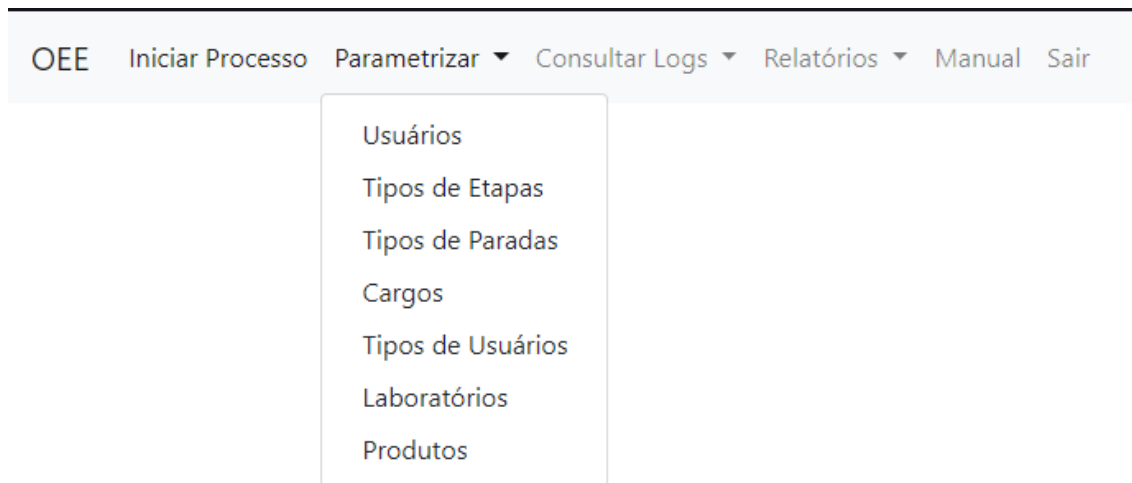 OEE Iniciar Processo Parametrizar Consultar Logs Relatórios Manual Sair
Usuários
Tipos de Etapas
Tipos de Paradas
Cargos
Tipos de Usuários
Laboratórios
Produtos